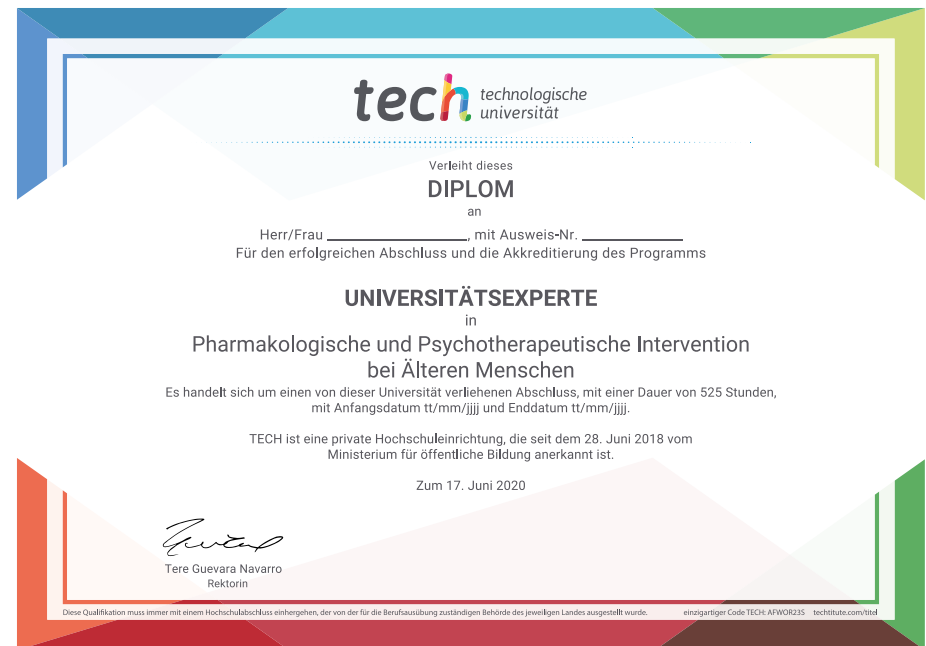 tech technologische
universität
Verleiht dieses
DIPLOM
an
Herr/Frau ________________, mit Ausweis-Nr. ____________
Für den erfolgreichen Abschluss und die Akkreditierung des Programms
UNIVERSITÄTSEXPERTE
in
Pharmakologische und Psychotherapeutische Intervention
bei Älteren Menschen
Es handelt sich um einen von dieser Universität verliehenen Abschluss, mit einer Dauer von 525 Stunden,
mit Anfangsdatum tt/mm/jjjj und Enddatum tt/mm/jjjj.
TECH ist eine private Hochschuleinrichtung, die seit dem 28. Juni 2018 vom
Ministerium für öffentliche Bildung anerkannt ist.
Zum 17. Juni 2020
Tere Guevara Navarro
Rektorin
Diese Qualifikation muss immer mit einem Hochschulabschluss einhergehen, der von der für die Berufsausübung zuständigen Behörde des jeweiligen Landes ausgestellt wurde. einzigartiger Code TECH: AFWOR23S techtitute.com/titel